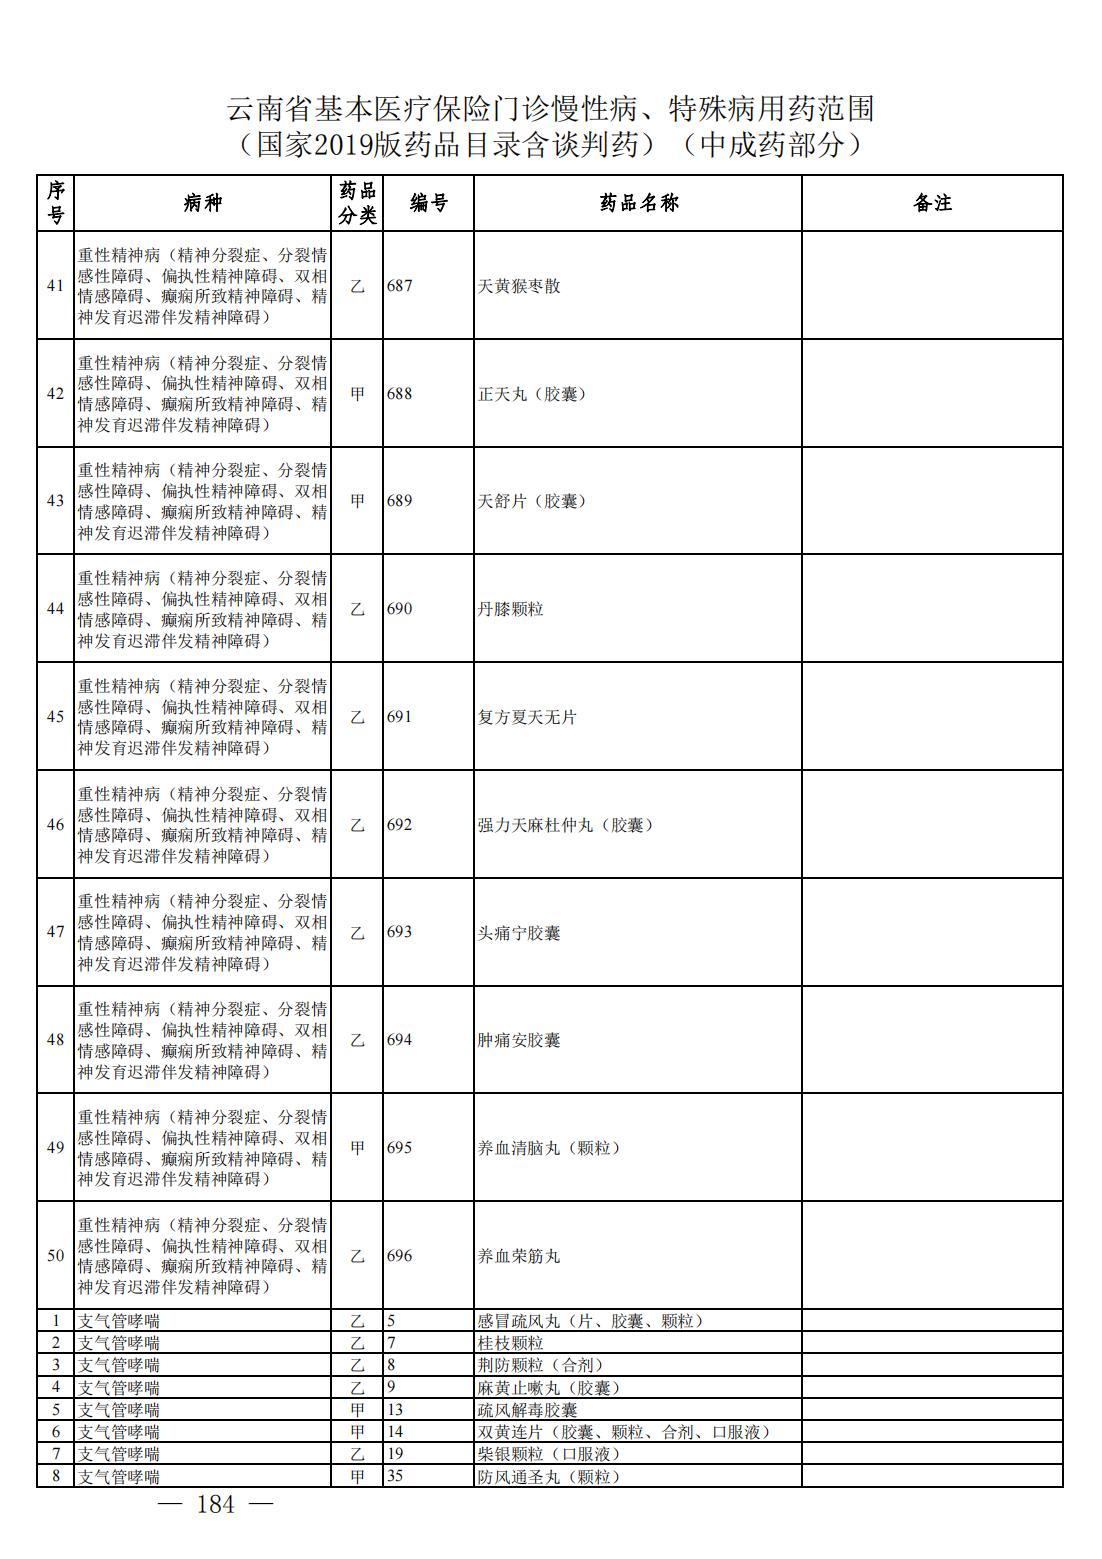 云南省基本医疗保险门诊慢性病、特殊病用药范围
（国家2019版药品目录含谈判药）（中成药部分）
序号 病种 药品分类 编号 药品名称 备注
41 重性精神病（精神分裂症、分裂情感性障碍、偏执性精神障碍、双相情感障碍、癫痫所致精神障碍、精神发育迟滞伴发精神障碍） 乙 687 天黄猴枣散
42 重性精神病（精神分裂症、分裂情感性障碍、偏执性精神障碍、双相情感障碍、癫痫所致精神障碍、精神发育迟滞伴发精神障碍） 甲 688 正天丸（胶囊）
43 重性精神病（精神分裂症、分裂情感性障碍、偏执性精神障碍、双相情感障碍、癫痫所致精神障碍、精神发育迟滞伴发精神障碍） 甲 689 天舒片（胶囊）
44 重性精神病（精神分裂症、分裂情感性障碍、偏执性精神障碍、双相情感障碍、癫痫所致精神障碍、精神发育迟滞伴发精神障碍） 乙 690 丹膝颗粒
45 重性精神病（精神分裂症、分裂情感性障碍、偏执性精神障碍、双相情感障碍、癫痫所致精神障碍、精神发育迟滞伴发精神障碍） 乙 691 复方夏天无片
46 重性精神病（精神分裂症、分裂情感性障碍、偏执性精神障碍、双相情感障碍、癫痫所致精神障碍、精神发育迟滞伴发精神障碍） 乙 692 强力天麻杜仲丸（胶囊）
47 重性精神病（精神分裂症、分裂情感性障碍、偏执性精神障碍、双相情感障碍、癫痫所致精神障碍、精神发育迟滞伴发精神障碍） 乙 693 头痛宁胶囊
48 重性精神病（精神分裂症、分裂情感性障碍、偏执性精神障碍、双相情感障碍、癫痫所致精神障碍、精神发育迟滞伴发精神障碍） 乙 694 肿痛安胶囊
49 重性精神病（精神分裂症、分裂情感性障碍、偏执性精神障碍、双相情感障碍、癫痫所致精神障碍、精神发育迟滞伴发精神障碍） 甲 695 养血清脑丸（颗粒）
50 重性精神病（精神分裂症、分裂情感性障碍、偏执性精神障碍、双相情感障碍、癫痫所致精神障碍、精神发育迟滞伴发精神障碍） 乙 696 养血荣筋丸
1 支气管哮喘 乙 5 感冒疏风丸（片、胶囊、颗粒）
2 支气管哮喘 乙 7 桂枝颗粒
3 支气管哮喘 乙 8 荆防颗粒（合剂）
4 支气管哮喘 乙 9 麻黄止嗽丸（胶囊）
5 支气管哮喘 甲 13 疏风解毒胶囊
6 支气管哮喘 甲 14 双黄连片（胶囊、颗粒、合剂、口服液）
7 支气管哮喘 乙 19 柴银颗粒（口服液）
8 支气管哮喘 甲 35 防风通圣丸（颗粒）
— 184 —